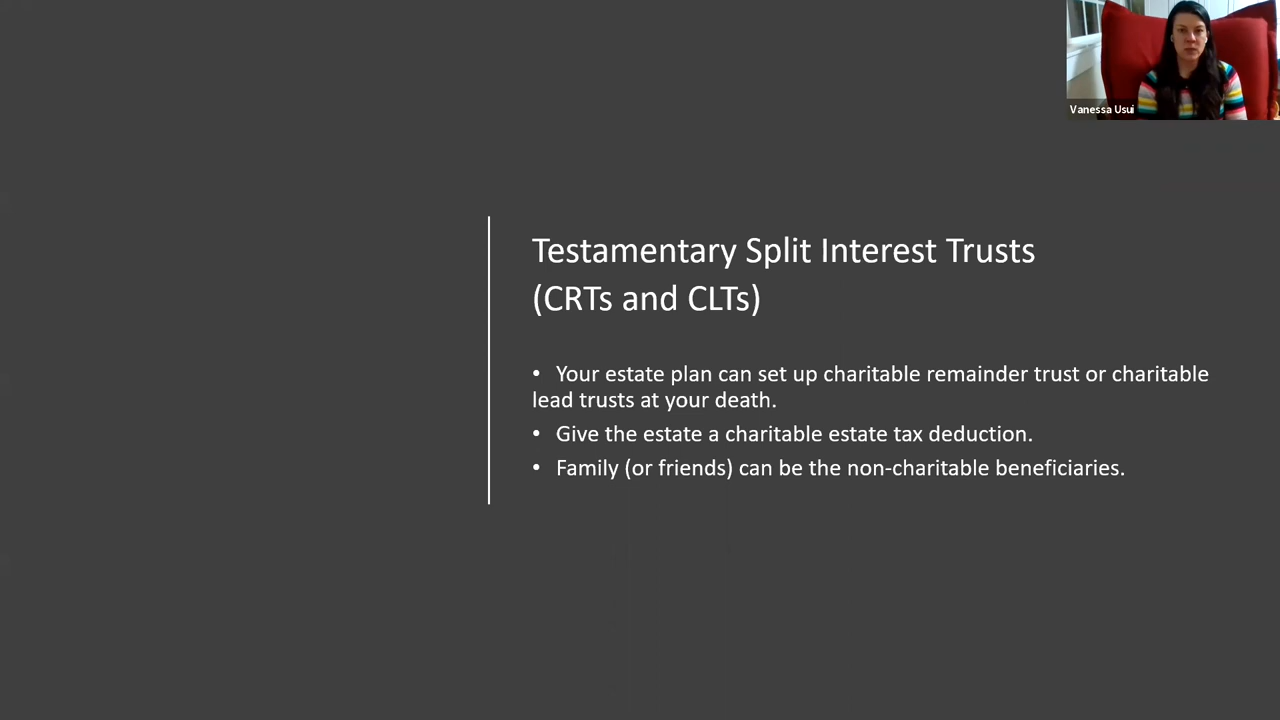 Vanessa Usui
Testamentary Split Interest Trusts
(CRTs and CLTs)
• Your estate plan can set up charitable remainder trust or charitable
lead trusts at your death.
• Give the estate a charitable estate tax deduction.
• Family (or friends) can be the non-charitable beneficiaries.